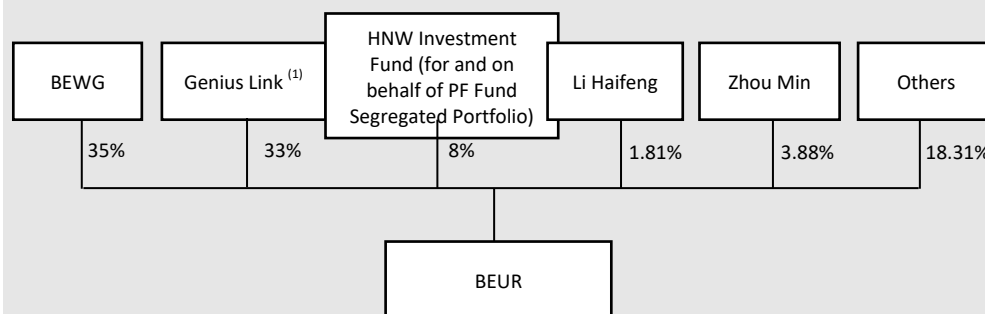 BEWG
Genius Link (1)
HNW Investment
Fund (for and on
behalf of PF Fund
Segregated Portfolio)
Li Haifeng
Zhou Min
Others
35%
33%
8%
1.81%
3.88%
18.31%
BEUR